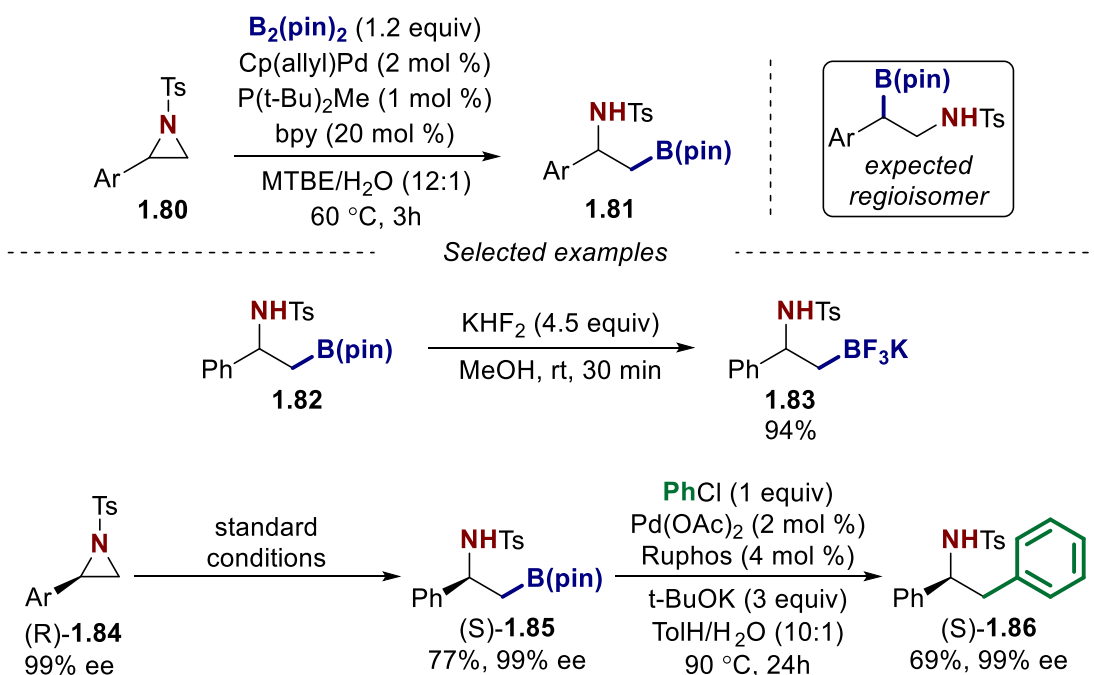 B₂(pin)₂ (1.2 equiv)
Cp(allyl)Pd (2 mol %)
P(t-Bu)₂Me (1 mol %)
bpy (20 mol %)
MTBE/H₂O (12:1)
60 °C, 3h
Ts
N
Ar
1.80
NHTs
Ar
B(pin)
1.81
B(pin)
Ar
NHTs
expected
regioisomer
Selected examples
NHTs
Ph
B(pin)
1.82
KHF₂ (4.5 equiv)
MeOH, rt, 30 min
NHTs
Ph
BF₃K
1.83
94%
Ts
N
Ar
(R)-1.84
99% ee
standard
conditions
NHTs
Ph
B(pin)
(S)-1.85
77%, 99% ee
PhCl (1 equiv)
Pd(OAc)₂ (2 mol %)
Ruphos (4 mol %)
t-BuOK (3 equiv)
TolH/H₂O (10:1)
90 °C, 24h
NHTs
Ph
(S)-1.86
69%, 99% ee